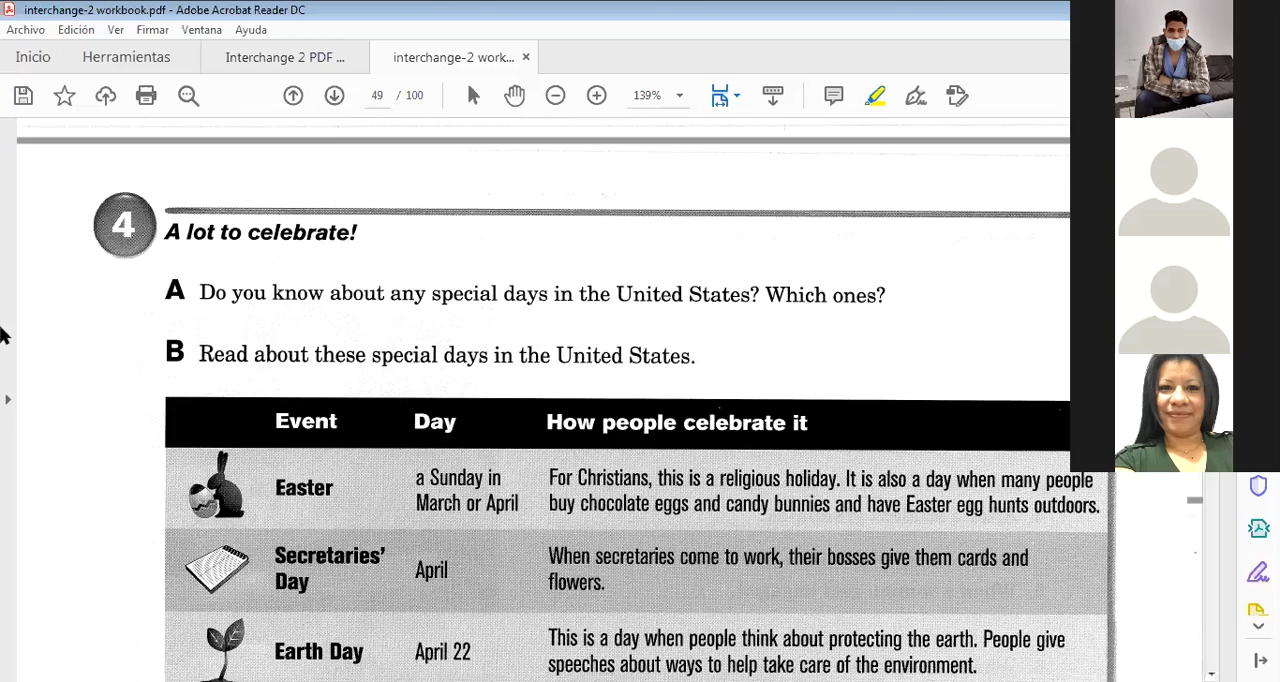 interchange-2 workbook.pdf - Adobe Acrobat Reader DC
Archivo Edición Ver Firmar Ventana Ayuda
Inicio Herramientas Interchange 2 PDF ... interchange-2 work... ×
49 / 100 139%
4
A lot to celebrate!
A Do you know about any special days in the United States? Which ones?
B Read about these special days in the United States.
Event Day How people celebrate it
Easter a Sunday in March or April For Christians, this is a religious holiday. It is also a day when many people
buy chocolate eggs and candy bunnies and have Easter egg hunts outdoors.
Secretaries' Day April When secretaries come to work, their bosses give them cards and
flowers.
Earth Day April 22 This is a day when people think about protecting the earth. People give
speeches about ways to help take care of the environment.